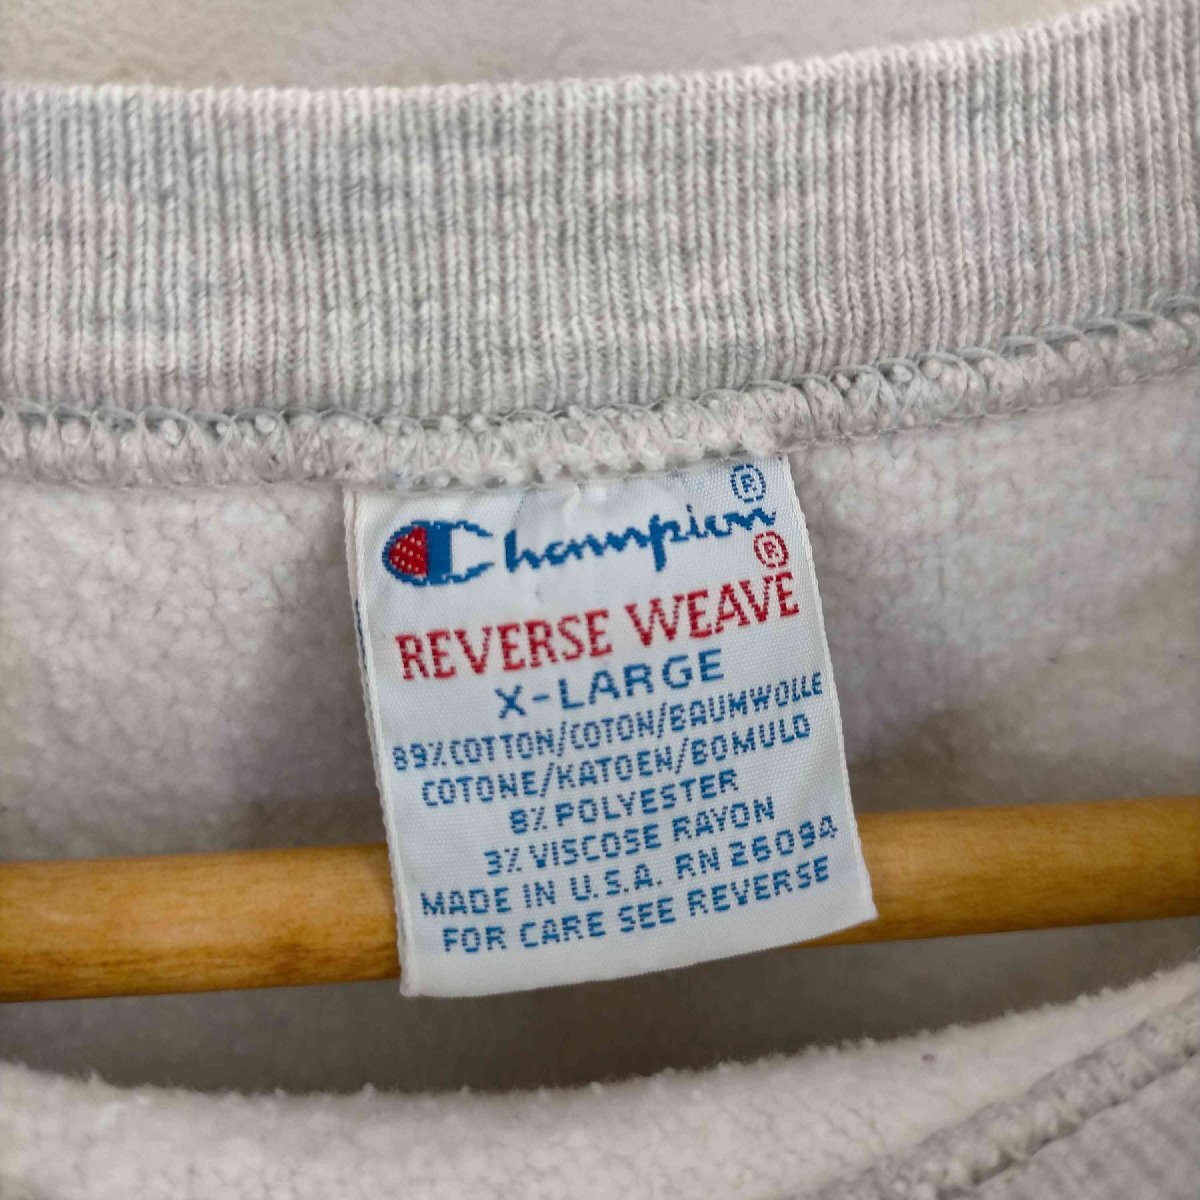 Champion®
REVERSE WEAVE®
X-LARGE
89% COTTON/COTON/BAUMWOLLE
COTONE/KATOEN/BOMULO
8% POLYESTER
3% VISCOSE RAYON
MADE IN U.S.A. RN 26094
FOR CARE SEE REVERSE